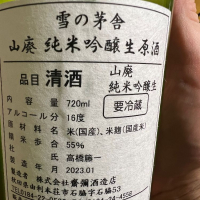 雪の茅舎
山廃 純米吟醸 生原酒
品目 清酒
山廃
純米吟醸生
内容量 720ml
要冷蔵
アルコール分 16度
原材料名 米(国産)、米麹(国産米)
精米歩合 55%
杜氏 高橋藤一
製造年月 2023.01
製造者 株式会社齋彌酒造店
秋田県由利本荘市石脇字石脇53